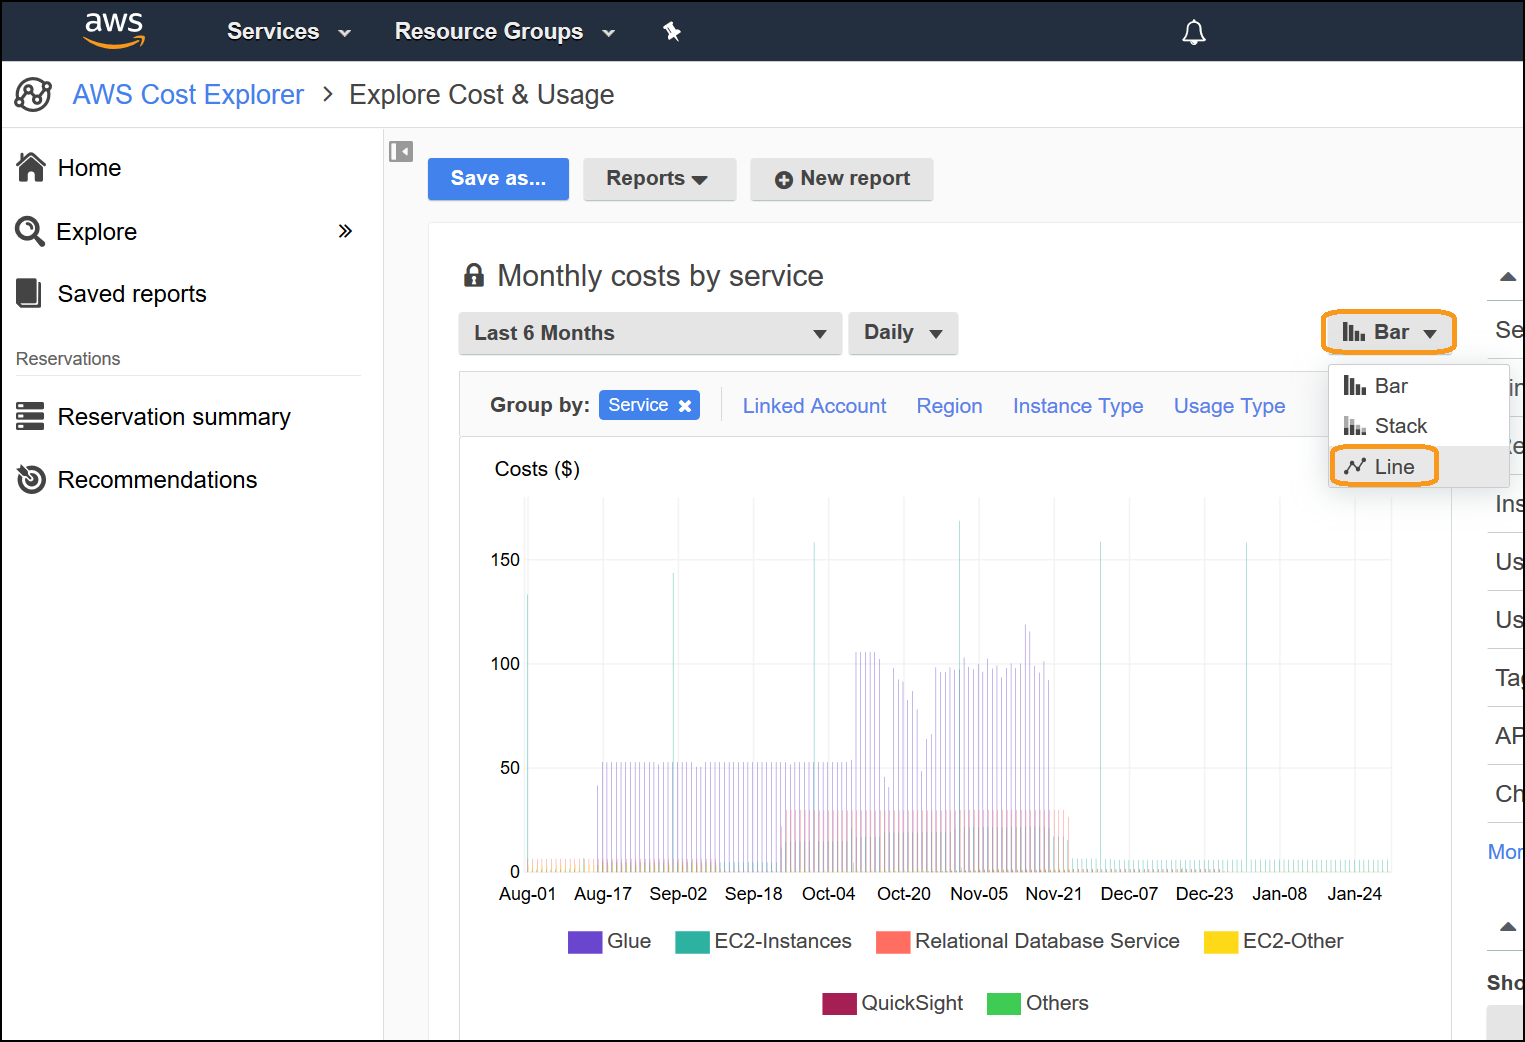 aws Services Resource Groups
AWS Cost Explorer > Explore Cost & Usage
Home
Explore
Saved reports
Reservations
Reservation summary
Recommendations
Save as...
Reports
New report
Monthly costs by service
Last 6 Months
Daily
Bar
Bar
Stack
Line
Group by: Service Linked Account Region Instance Type Usage Type
Costs ($)
150
100
50
0
Aug-01 Aug-17 Sep-02 Sep-18 Oct-04 Oct-20 Nov-05 Nov-21 Dec-07 Dec-23 Jan-08 Jan-24
Glue EC2-Instances Relational Database Service EC2-Other
QuickSight Others
Se
in
Re
Ins
Us
Us
Tag
AP
Ch
Mor
Sho